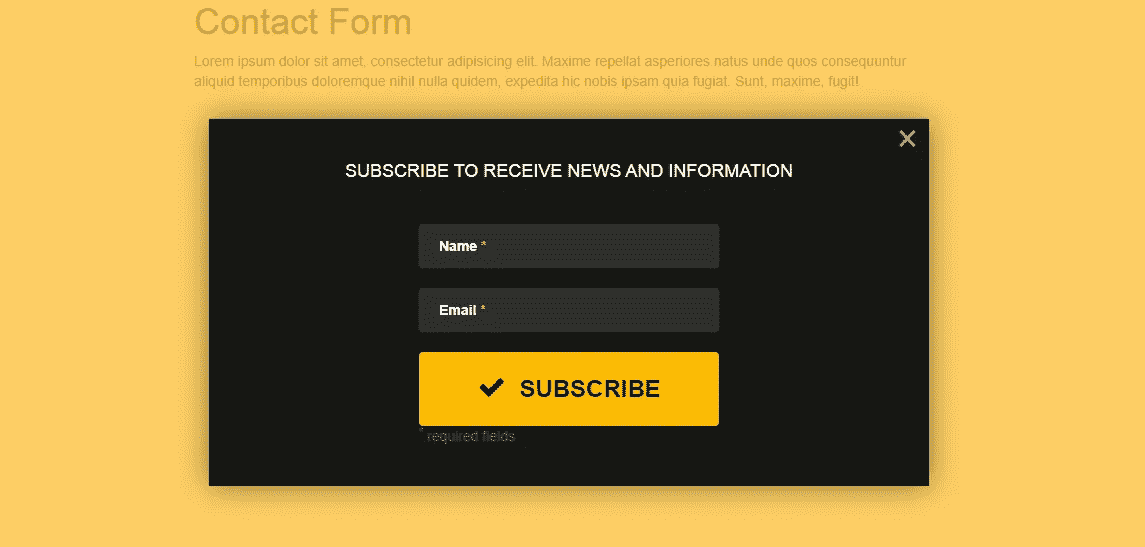 Contact Form
Lorem ipsum dolor sit amet, consectetur adipisicing elit. Maxime repellat asperiores natus unde quos consequuntur
aliquid temporibus doloremque nihil nulla quidem, expedita hic nobis ipsam quia fugiat. Sunt, maxime, fugit!
SUBSCRIBE TO RECEIVE NEWS AND INFORMATION
Name *
Email *
SUBSCRIBE
* required fields